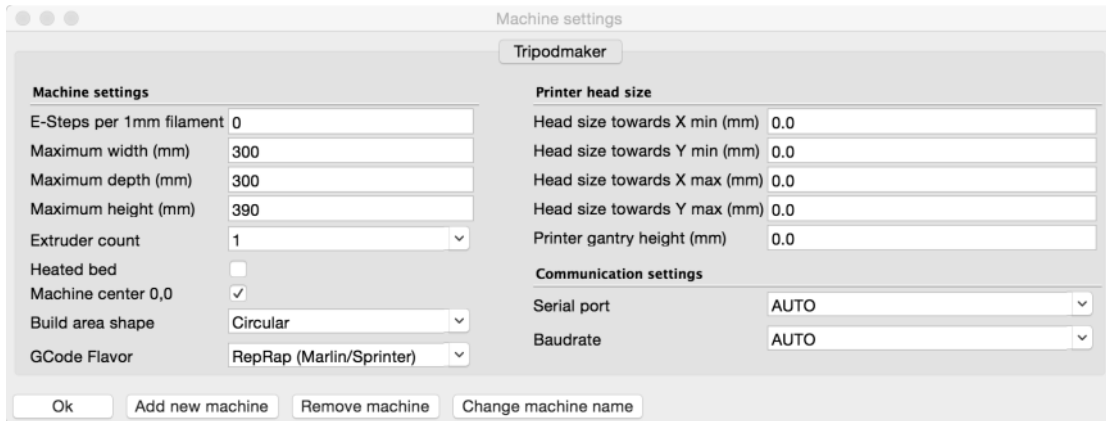 Machine settings
Tripodmaker
Machine settings
E-Steps per 1mm filament 0
Maximum width (mm) 300
Maximum depth (mm) 300
Maximum height (mm) 390
Extruder count 1
Heated bed
Machine center 0,0
Build area shape Circular
GCode Flavor RepRap (Marlin/Sprinter)
Printer head size
Head size towards X min (mm) 0.0
Head size towards Y min (mm) 0.0
Head size towards X max (mm) 0.0
Head size towards Y max (mm) 0.0
Printer gantry height (mm) 0.0
Communication settings
Serial port AUTO
Baudrate AUTO
Ok Add new machine Remove machine Change machine name